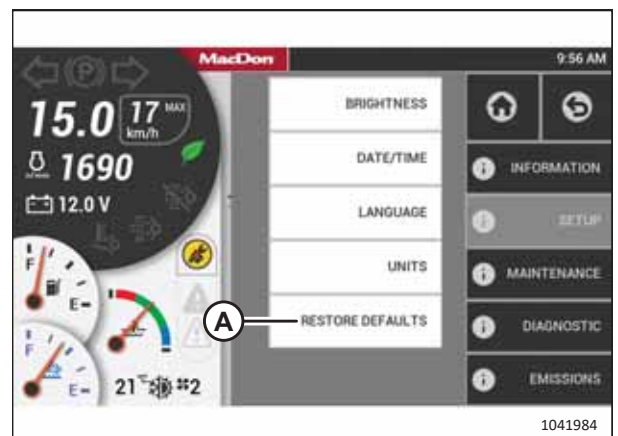 MacDon
9:56 AM
15.0
17 MAX
km/h
1690
12.0 V
F
E
F
E
21°C
2
BRIGHTNESS
DATE/TIME
LANGUAGE
UNITS
RESTORE DEFAULTS
A
INFORMATION
SETUP
MAINTENANCE
DIAGNOSTIC
EMISSIONS
P
1041984